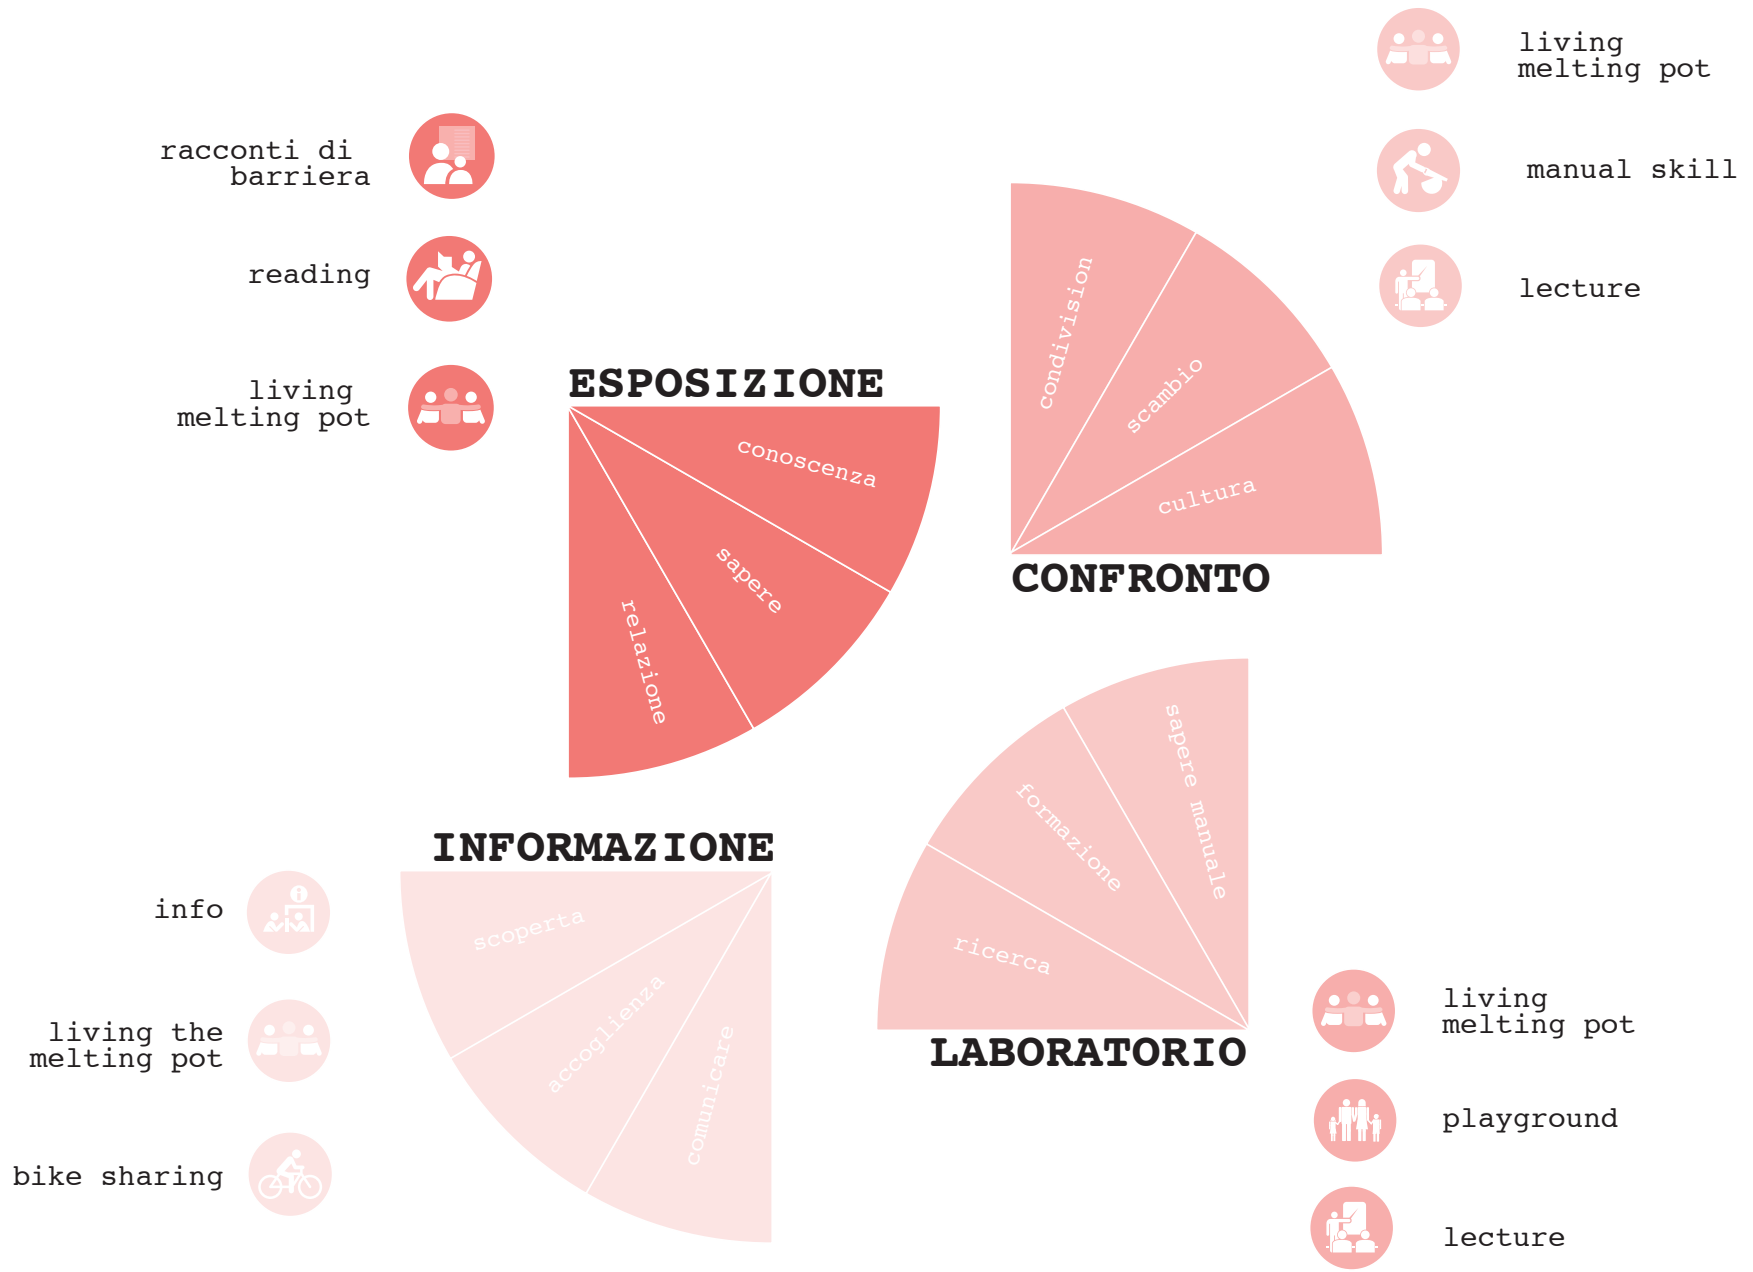 racconti di
barriera
reading
living
melting pot
ESPOSIZIONE
conoscenza
sapere
relazione
living
melting pot
manual skill
lecture
condivision
scambio
cultura
CONFRONTO
INFORMAZIONE
info
living the
melting pot
bike sharing
scoperta
accoglienza
comunicare
sapere manuale
formazione
ricerca
LABORATORIO
living
melting pot
playground
lecture